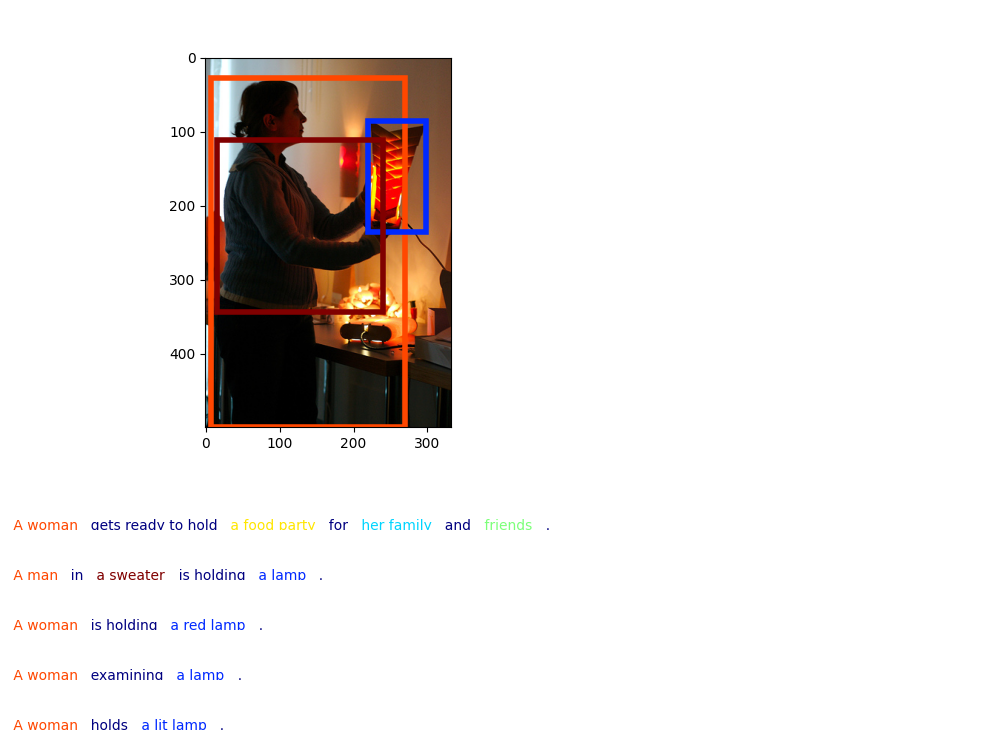 0
100
200
300
400
0 100 200 300
A woman gets ready to hold a food party for her family and friends .
A man in a sweater is holding a lamp .
A woman is holding a red lamp .
A woman examining a lamp .
A woman holds a lit lamp .